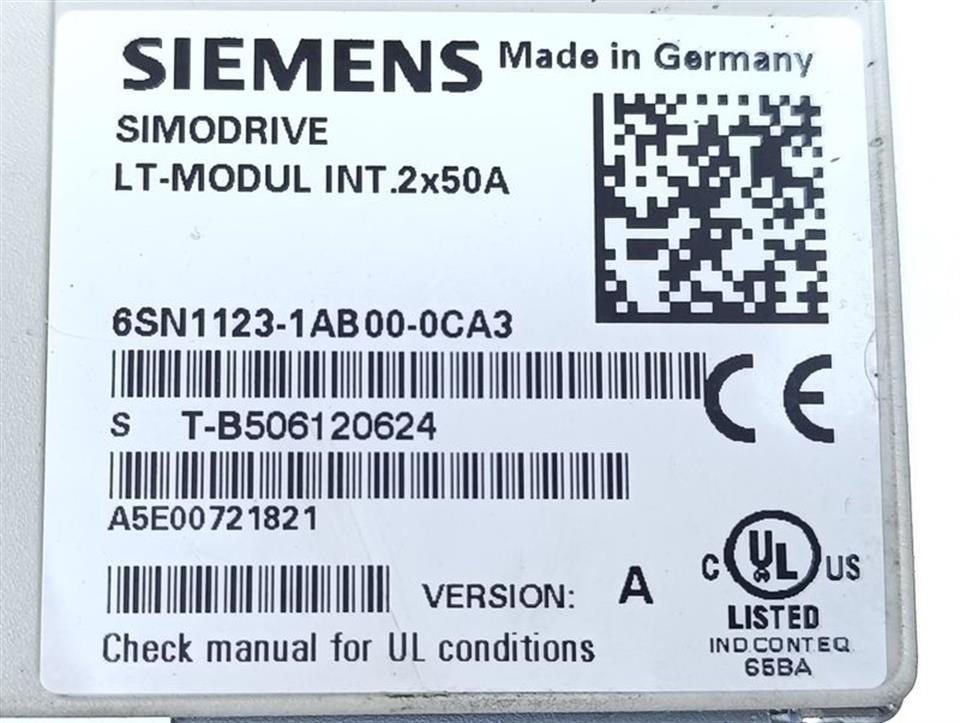 SIEMENS Made in Germany
SIMODRIVE
LT-MODUL INT.2x50A
6SN1123-1AB00-0CA3
CE
S T-B506120624
A5E00721821
C UL US
VERSION: A
LISTED
Check manual for UL conditions
IND.CONT.EQ.
65BA